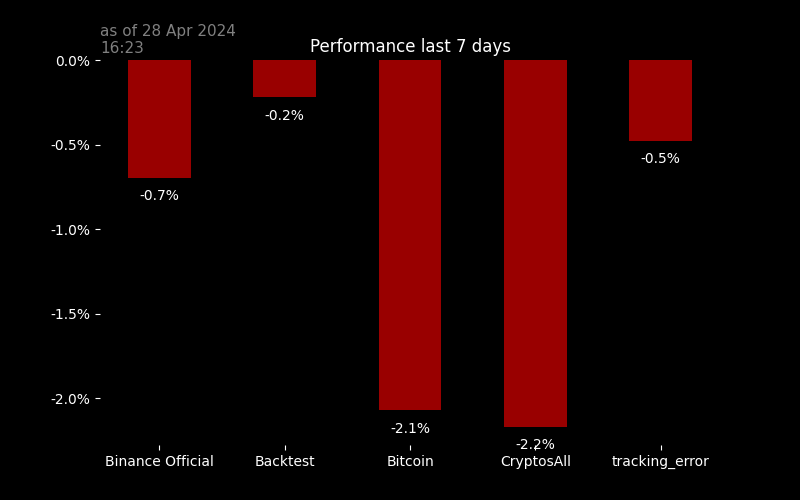 as of 28 Apr 2024
16:23
Performance last 7 days
0.0%
-0.5%
-1.0%
-1.5%
-2.0%
-0.7%
-0.2%
-2.1%
-2.2%
-0.5%
Binance Official
Backtest
Bitcoin
CryptosAll
tracking_error